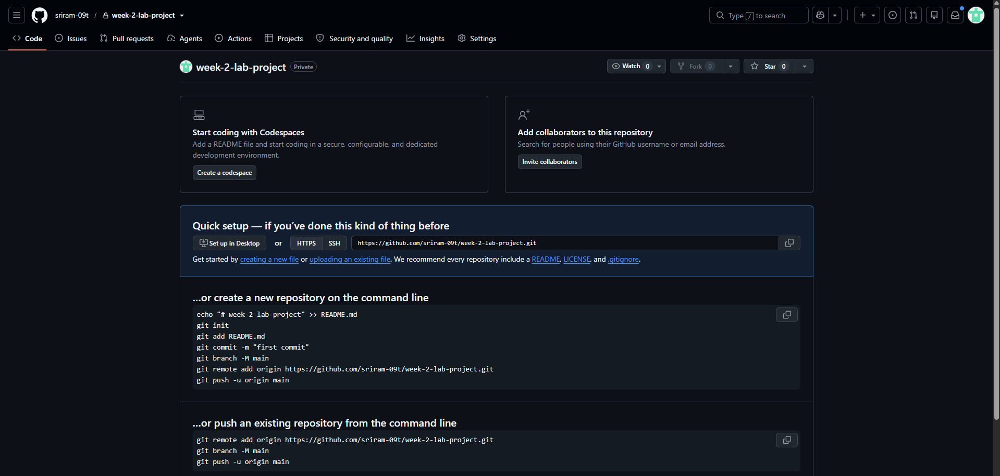 sriram-09t / week-2-lab-project
Type / to search
Code Issues Pull requests Agents Actions Projects Security and quality Insights Settings
week-2-lab-project Private
Watch 0 Fork 0 Star 0
Start coding with Codespaces
Add a README file and start coding in a secure, configurable, and dedicated
development environment.
Create a codespace
Add collaborators to this repository
Search for people using their GitHub username or email address.
Invite collaborators
Quick setup — if you’ve done this kind of thing before
Set up in Desktop or HTTPS SSH https://github.com/sriram-09t/week-2-lab-project.git
Get started by creating a new file or uploading an existing file. We recommend every repository include a README, LICENSE, and .gitignore.
…or create a new repository on the command line
echo "# week-2-lab-project" >> README.md
git init
git add README.md
git commit -m "first commit"
git branch -M main
git remote add origin https://github.com/sriram-09t/week-2-lab-project.git
git push -u origin main
…or push an existing repository from the command line
git remote add origin https://github.com/sriram-09t/week-2-lab-project.git
git branch -M main
git push -u origin main